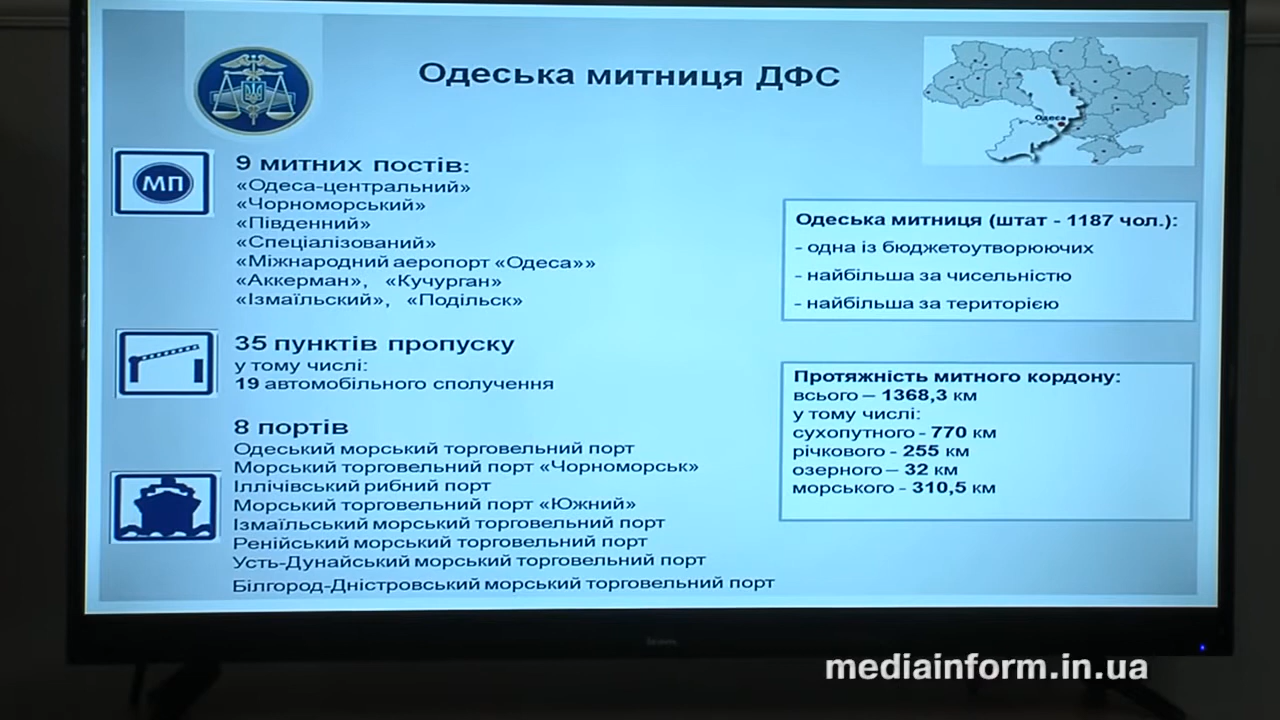 Одеська митниця ДФС
Одеса
МП
9 митних постів:
«Одеса-центральний»
«Чорноморський»
«Південний»
«Спеціалізований»
«Міжнародний аеропорт «Одеса»»
«Аккерман», «Кучурган»
«Ізмаїльский», «Подільск»
35 пунктів пропуску
у тому числі:
19 автомобільного сполучення
8 портів
Одеський морський торговельний порт
Морський торговельний порт «Чорноморськ»
Іллічівський рибний порт
Морський торговельний порт «Южний»
Ізмаїльський морський торговельний порт
Ренійський морський торговельний порт
Усть-Дунайський морський торговельний порт
Білгород-Дністровський морський торговельний порт
Одеська митниця (штат - 1187 чол.):
- одна із бюджетоутворюючих
- найбільша за чисельністю
- найбільша за територією
Протяжність митного кордону:
всього – 1368,3 км
у тому числі:
сухопутного - 770 км
річкового - 255 км
озерного – 32 км
морського - 310,5 км
mediainform.in.ua